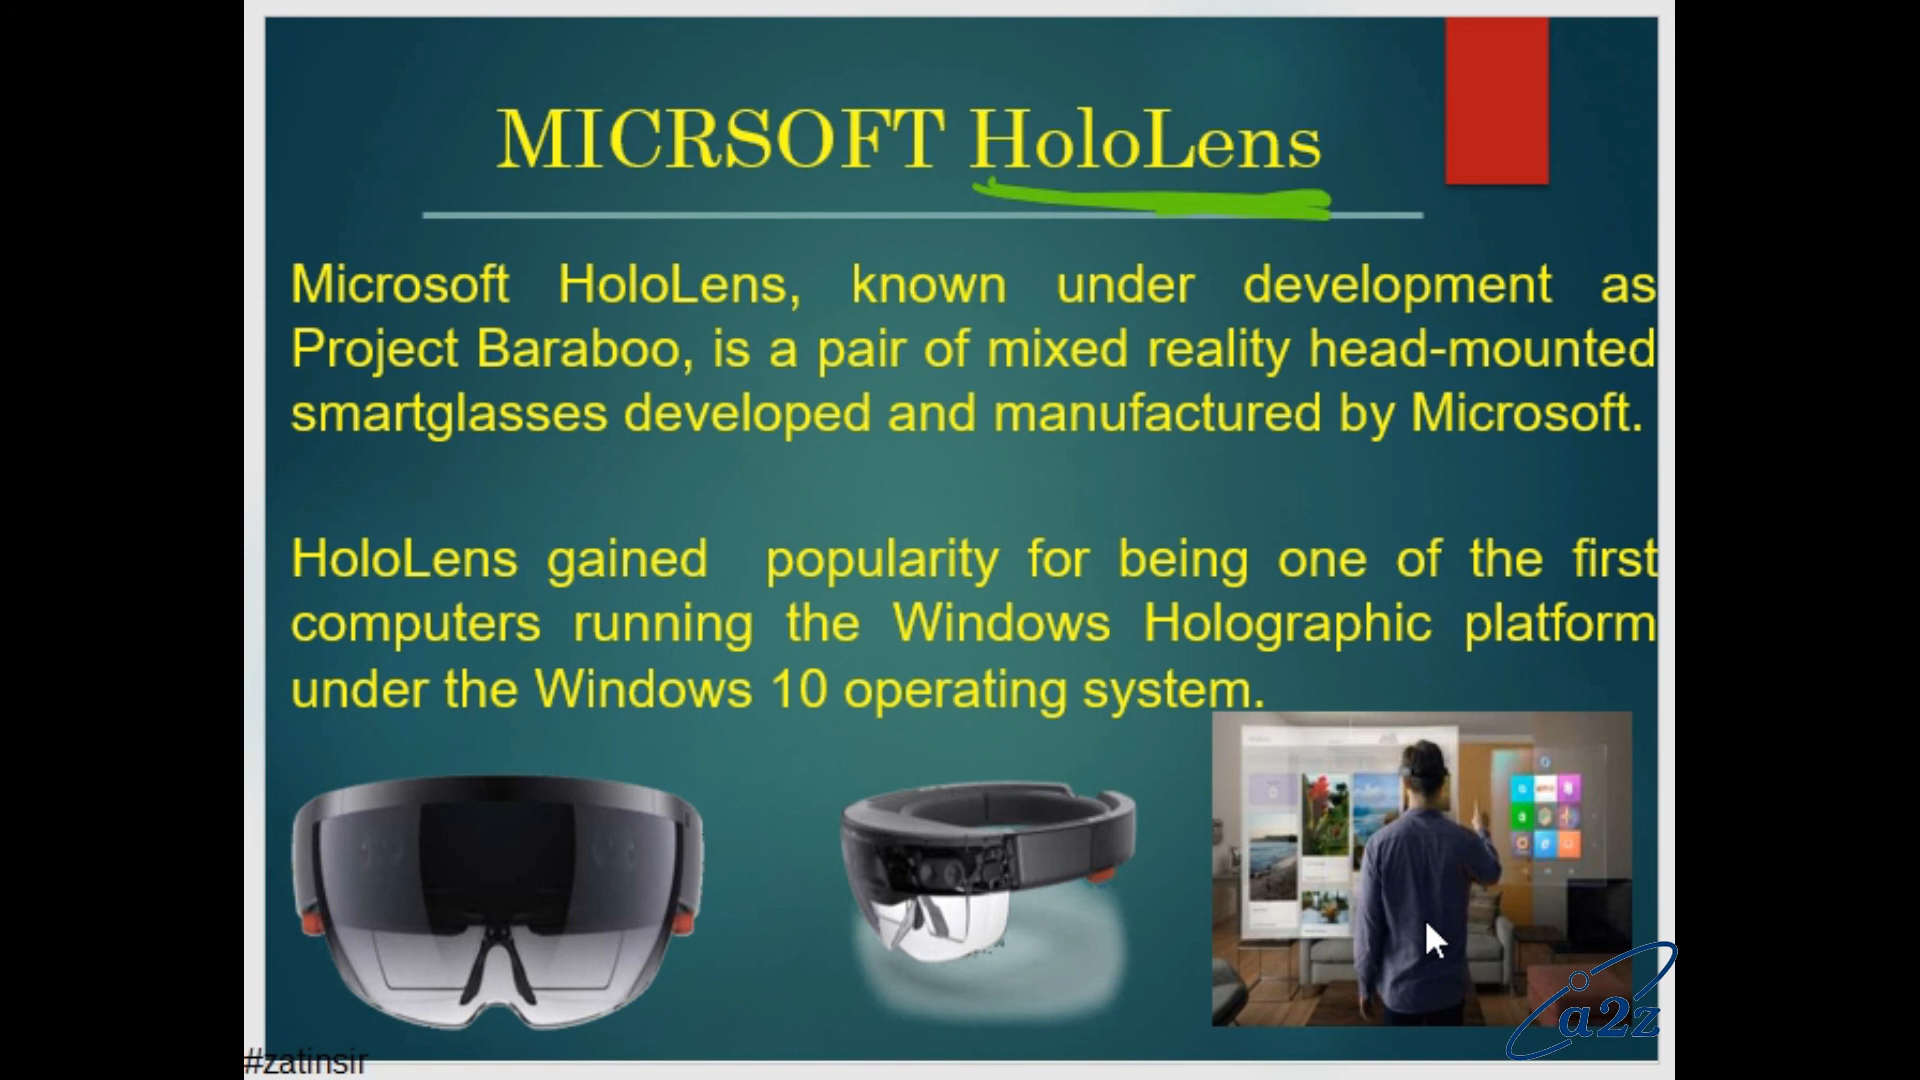 MICRSOFT HoloLens
Microsoft HoloLens, known under development as
Project Baraboo, is a pair of mixed reality head-mounted
smartglasses developed and manufactured by Microsoft.
HoloLens gained popularity for being one of the first
computers running the Windows Holographic platform
under the Windows 10 operating system.
a2z
#zatinsir